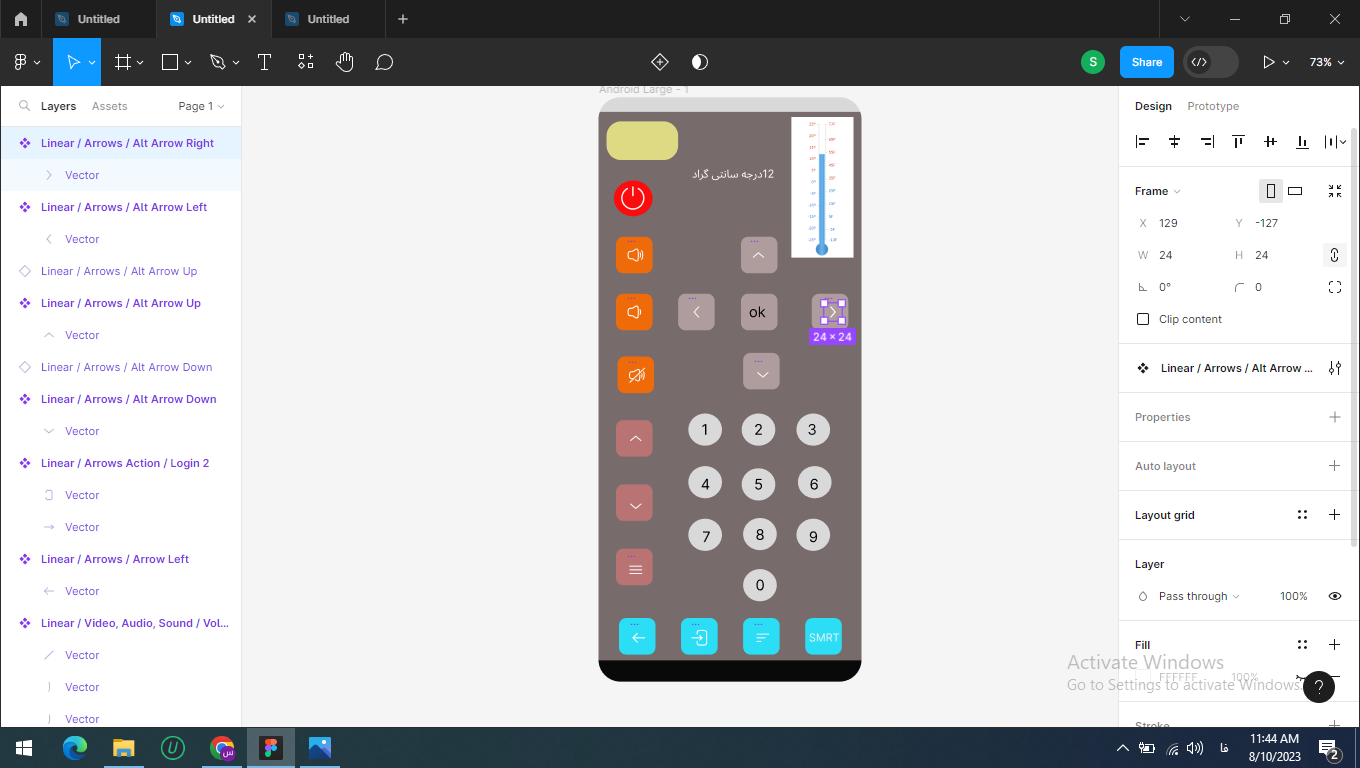 Untitled
Untitled
Untitled
S
Share
73%
Layers
Assets
Page 1
Linear / Arrows / Alt Arrow Right
Vector
Linear / Arrows / Alt Arrow Left
Vector
Linear / Arrows / Alt Arrow Up
Linear / Arrows / Alt Arrow Up
Vector
Linear / Arrows / Alt Arrow Down
Linear / Arrows / Alt Arrow Down
Vector
Linear / Arrows Action / Login 2
Vector
Vector
Linear / Arrows / Arrow Left
Vector
Linear / Video, Audio, Sound / Vol...
Vector
Vector
Vector
Android Large - 1
12درجه سانتی گراد
ok
24 × 24
1 2 3
4 5 6
7 8 9
0
SMRT
Design
Prototype
Frame
X 129 Y -127
W 24 H 24
0° 0
Clip content
Linear / Arrows / Alt Arrow ...
Properties
Auto layout
Layout grid
Layer
Pass through 100%
Fill
FFFFFF 100%
Stroke
Activate Windows
Go to Settings to activate Windows.
?
فا
11:44 AM
8/10/2023
2